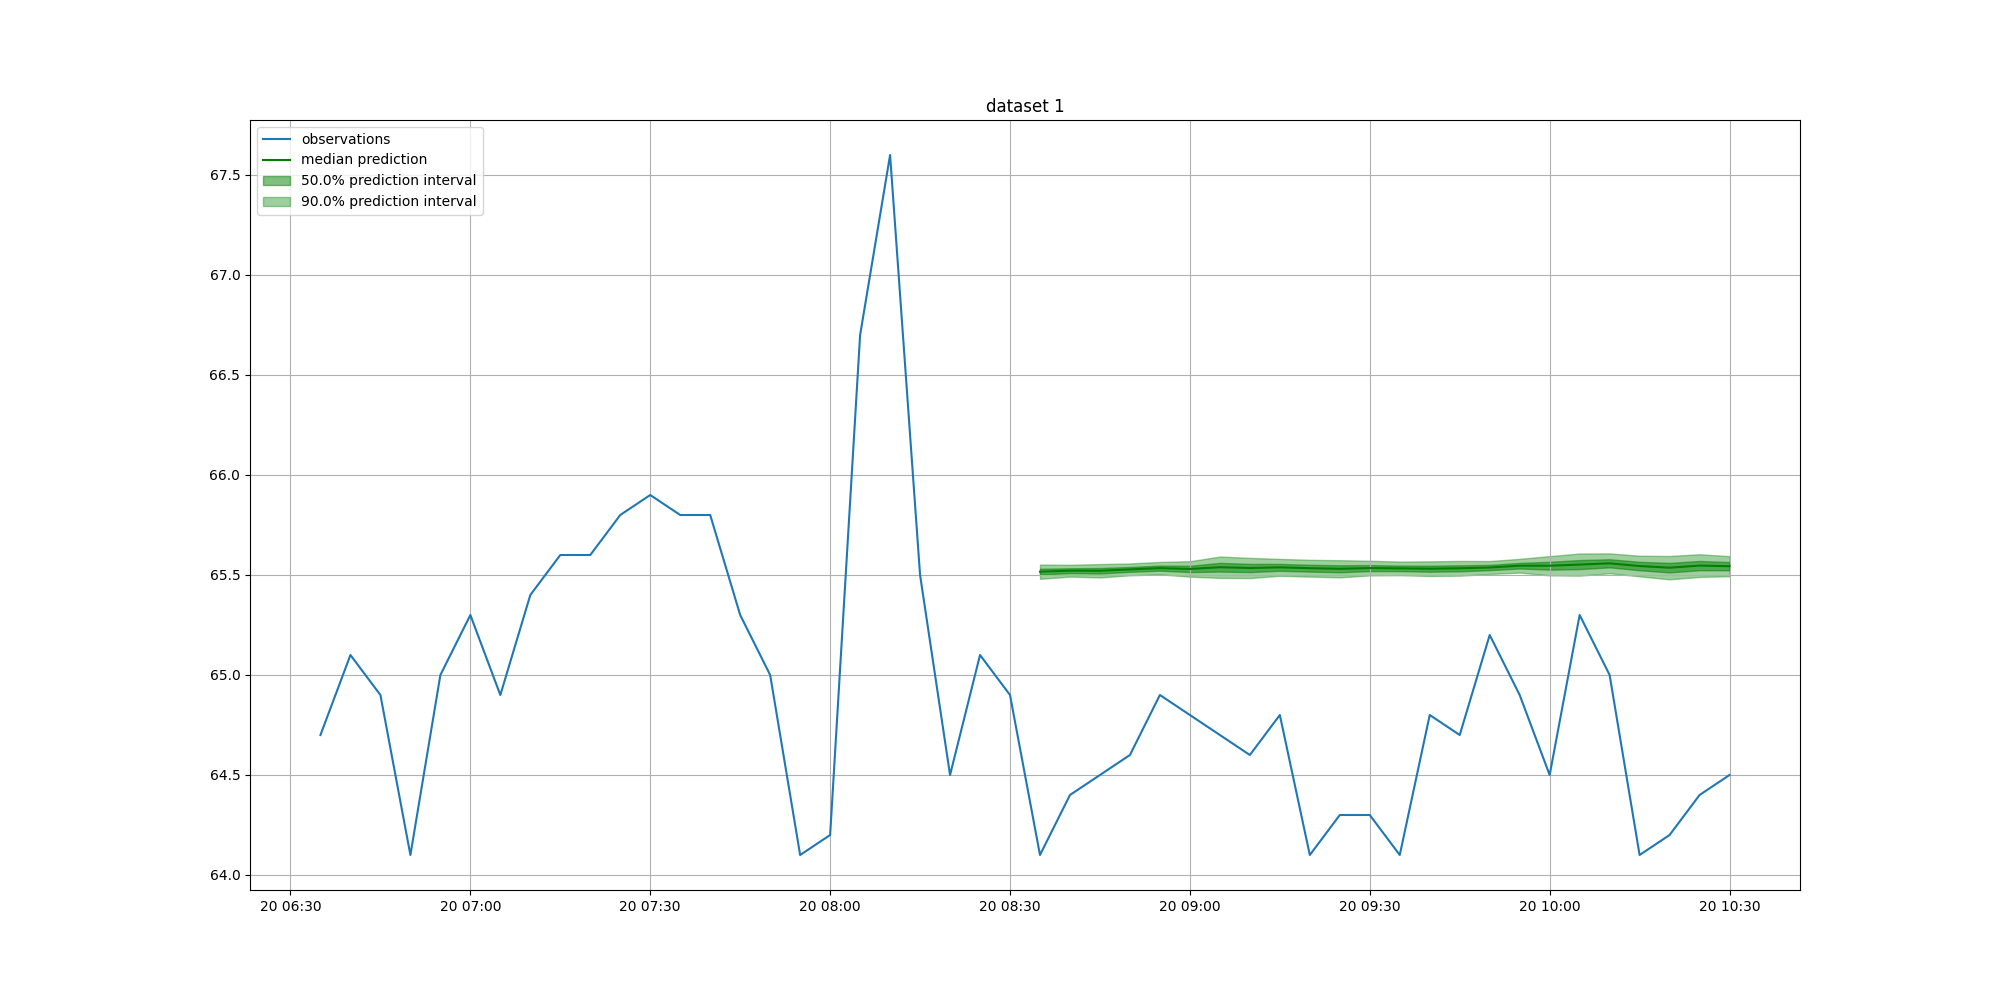 dataset 1
observations
median prediction
50.0% prediction interval
90.0% prediction interval
67.5
67.0
66.5
66.0
65.5
65.0
64.5
64.0
20 06:30 20 07:00 20 07:30 20 08:00 20 08:30 20 09:00 20 09:30 20 10:00 20 10:30